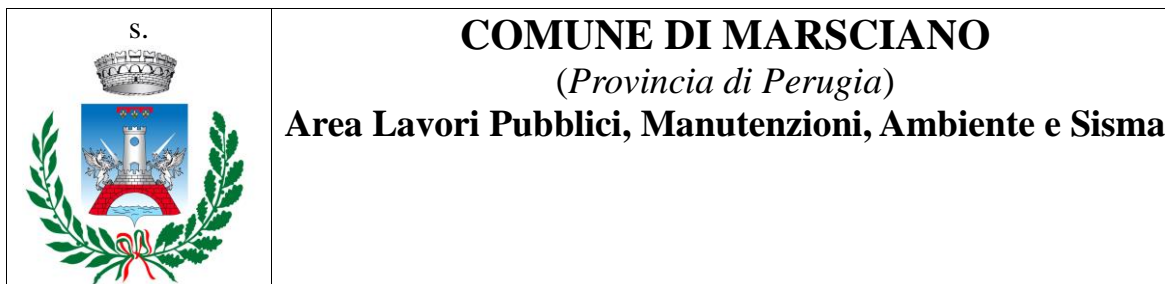 s.
COMUNE DI MARSCIANO
(Provincia di Perugia)
Area Lavori Pubblici, Manutenzioni, Ambiente e Sisma